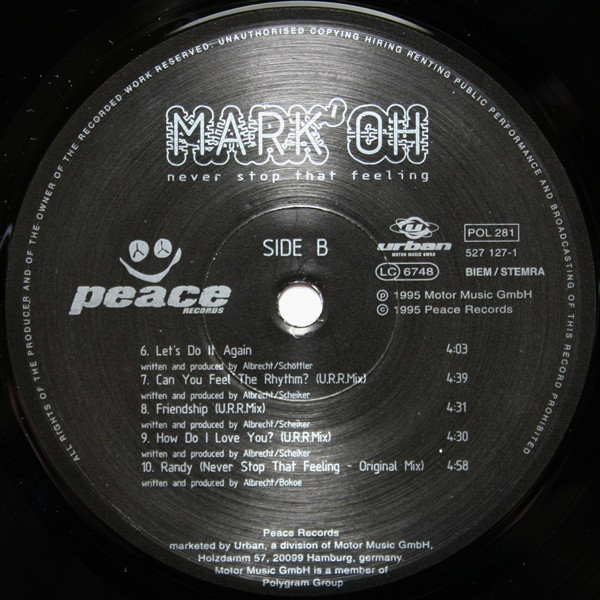 ALL RIGHTS OF THE PRODUCER AND OF THE OWNER OF THE RECORDED WORK RESERVED. UNAUTHORISED COPYING HIRING RENTING PUBLIC PERFORMANCE AND BROADCASTING OF THIS RECORD PROHIBITED
MARK'OH
never stop that feeling
SIDE B
urban
MOTOR MUSIC GMBH
POL 281
527 127-1
LC 6748
BIEM / STEMRA
peace
RECORDS
℗ 1995 Motor Music GmbH
© 1995 Peace Records
6. Let's Do It Again 4:03
written and produced by Albrecht/Schöttler
7. Can You Feel The Rhythm? (U.R.R.Mix) 4:39
written and produced by Albrecht/Scheiker
8. Friendship (U.R.R.Mix) 4:31
written and produced by Albrecht/Scheiker
9. How Do I Love You? (U.R.R.Mix) 4:30
written and produced by Albrecht/Scheiker
10. Randy (Never Stop That Feeling - Original Mix) 4:58
written and produced by Albrecht/Bokoe
Peace Records
marketed by Urban, a division of Motor Music GmbH,
Holzdamm 57, 20099 Hamburg, germany.
Motor Music GmbH is a member of
Polygram Group